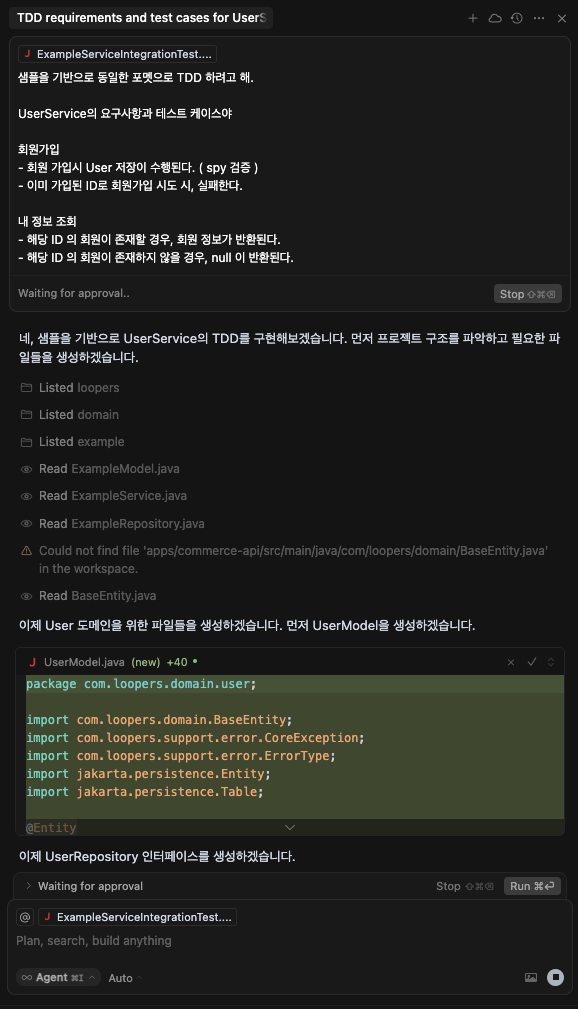 TDD requirements and test cases for UserS
J ExampleServiceIntegrationTest....
샘플을 기반으로 동일한 포멧으로 TDD 하려고 해.
UserService의 요구사항과 테스트 케이스야
회원가입
- 회원 가입시 User 저장이 수행된다. ( spy 검증 )
- 이미 가입된 ID로 회원가입 시도 시, 실패한다.
내 정보 조회
- 해당 ID 의 회원이 존재할 경우, 회원 정보가 반환된다.
- 해당 ID 의 회원이 존재하지 않을 경우, null 이 반환된다.
Waiting for approval..
Stop ⇧⌘⌫
네, 샘플을 기반으로 UserService의 TDD를 구현해보겠습니다. 먼저 프로젝트 구조를 파악하고 필요한 파
일들을 생성하겠습니다.
Listed loopers
Listed domain
Listed example
Read ExampleModel.java
Read ExampleService.java
Read ExampleRepository.java
Could not find file 'apps/commerce-api/src/main/java/com/loopers/domain/BaseEntity.java'
in the workspace.
Read BaseEntity.java
이제 User 도메인을 위한 파일들을 생성하겠습니다. 먼저 UserModel을 생성하겠습니다.
J UserModel.java (new) +40 •
package com.loopers.domain.user;
import com.loopers.domain.BaseEntity;
import com.loopers.support.error.CoreException;
import com.loopers.support.error.ErrorType;
import jakarta.persistence.Entity;
import jakarta.persistence.Table;
@Entity
이제 UserRepository 인터페이스를 생성하겠습니다.
Waiting for approval
Stop ⇧⌘⌫ Run ⌘⏎
@ J ExampleServiceIntegrationTest....
Plan, search, build anything
∞ Agent ⌘I Auto